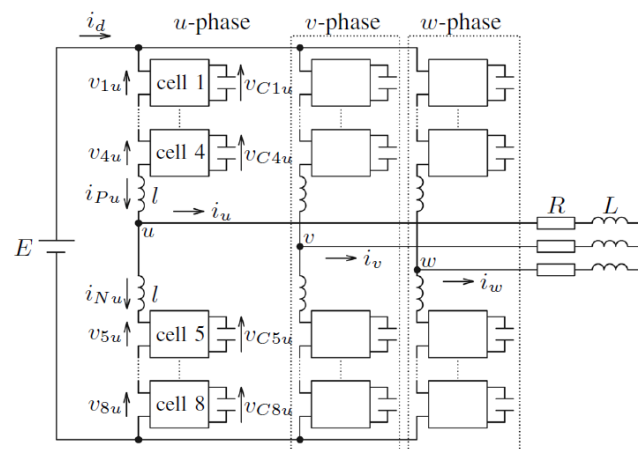 i_d u-phase v-phase w-phase
v_{1u} cell 1 v_{C1u}
v_{4u} cell 4 v_{C4u}
i_{Pu} l
i_u R L
u
E v i_v
w i_w
i_{Nu} l
v_{5u} cell 5 v_{C5u}
v_{8u} cell 8 v_{C8u}